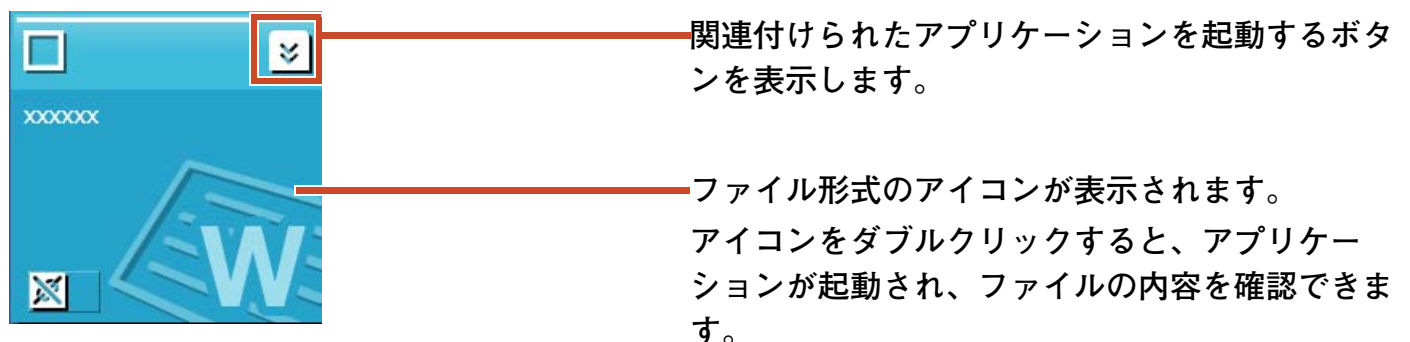 関連付けられたアプリケーションを起動するボタ
ンを表示します。
xxxxxx
ファイル形式のアイコンが表示されます。
アイコンをダブルクリックすると、アプリケー
ションが起動され、ファイルの内容を確認できま
す。
W